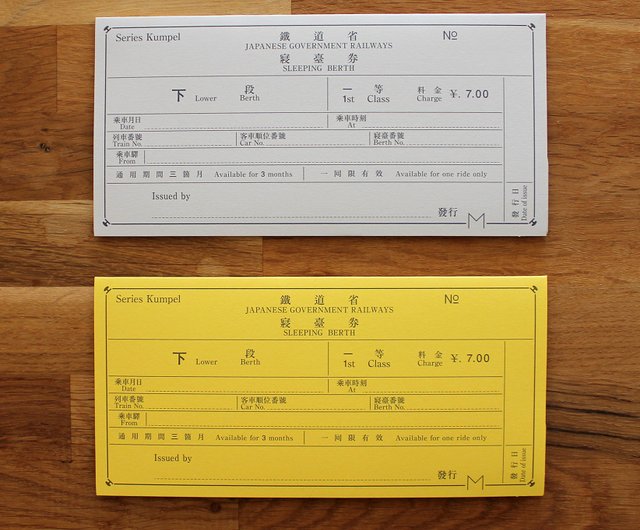 Series Kumpel 鐵道省 №
JAPANESE GOVERNMENT RAILWAYS
寢臺券
SLEEPING BERTH
下 Lower 段 Berth 一等 1st Class 料金 Charge ¥. 7.00
乘車月日 Date 乘車時刻 At
列車番號 Train No. 客車順位番號 Car No. 寢臺番號 Berth No.
乘車驛 From
通用期間三箇月 Available for 3 months 一回限有效 Available for one ride only
Issued by
發行 M
發行日 Date of issue
Series Kumpel 鐵道省 №
JAPANESE GOVERNMENT RAILWAYS
寢臺券
SLEEPING BERTH
下 Lower 段 Berth 一等 1st Class 料金 Charge ¥. 7.00
乘車月日 Date 乘車時刻 At
列車番號 Train No. 客車順位番號 Car No. 寢臺番號 Berth No.
乘車驛 From
通用期間三箇月 Available for 3 months 一回限有效 Available for one ride only
Issued by
發行 M
發行日 Date of issue